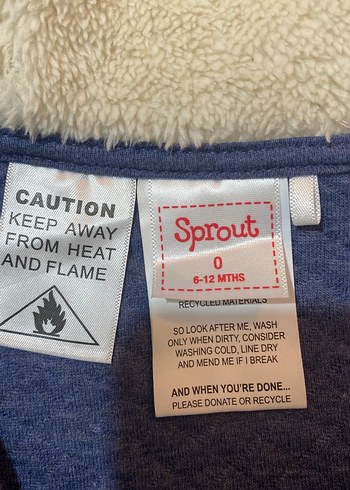 CAUTION
KEEP AWAY
FROM HEAT
AND FLAME
Sprout
0
6-12 MTHS
RECYCLED MATERIALS
SO LOOK AFTER ME, WASH
ONLY WHEN DIRTY, CONSIDER
WASHING COLD, LINE DRY
AND MEND ME IF I BREAK
AND WHEN YOU'RE DONE...
PLEASE DONATE OR RECYCLE